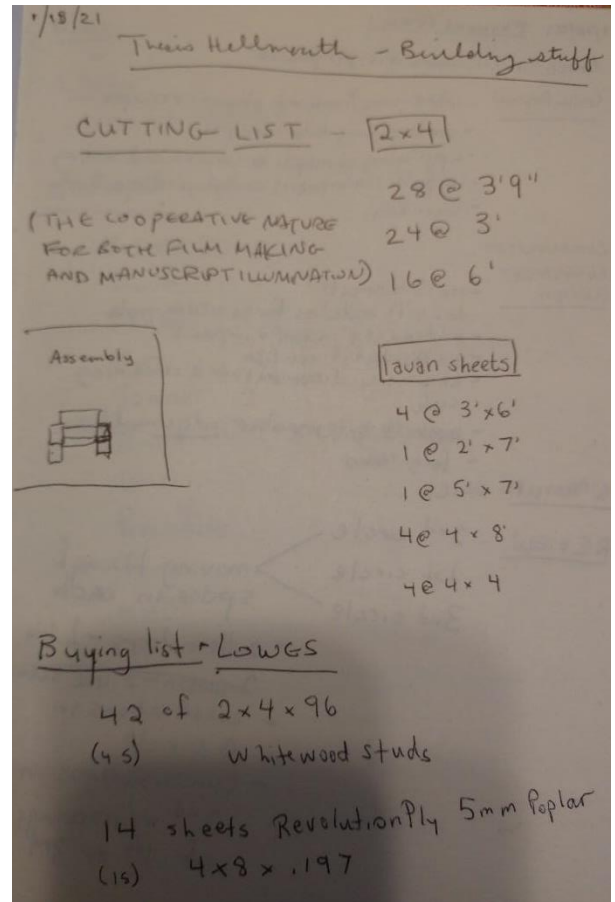 1/18/21
Thesis Hellmouth - Building stuff
CUTTING LIST - 2x4
28 @ 3'9"
24 @ 3'
16 @ 6'
(THE COOPERATIVE NATURE
FOR BOTH FILM MAKING
AND MANUSCRIPT ILLUMINATION)
Assembly
lauan sheets
4 @ 3'x6'
1 @ 2' x 7'
1 @ 5' x 7'
4 @ 4 x 8'
4 @ 4 x 4
Buying list - LOWES
42 of 2x4x96
(45) Whitewood studs
14 sheets RevolutionPly 5mm Poplar
(15) 4x8x.197